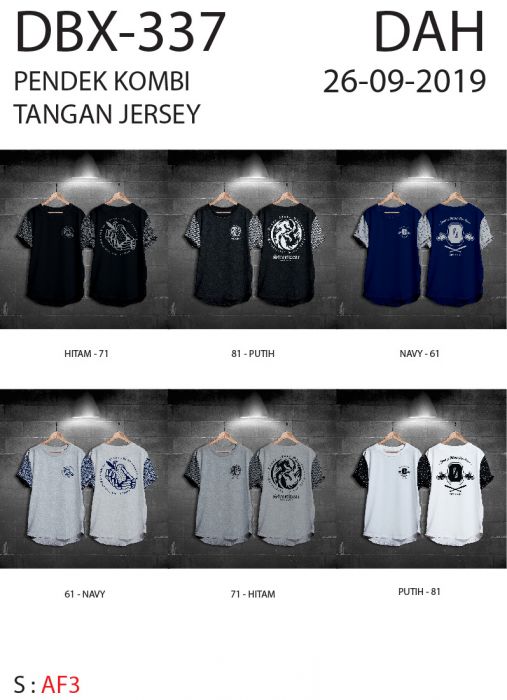 DBX-337
DAH
PENDEK KOMBI
26-09-2019
TANGAN JERSEY
HITAM - 71
81 - PUTIH
NAVY - 61
61 - NAVY
71 - HITAM
PUTIH - 81
S : AF3